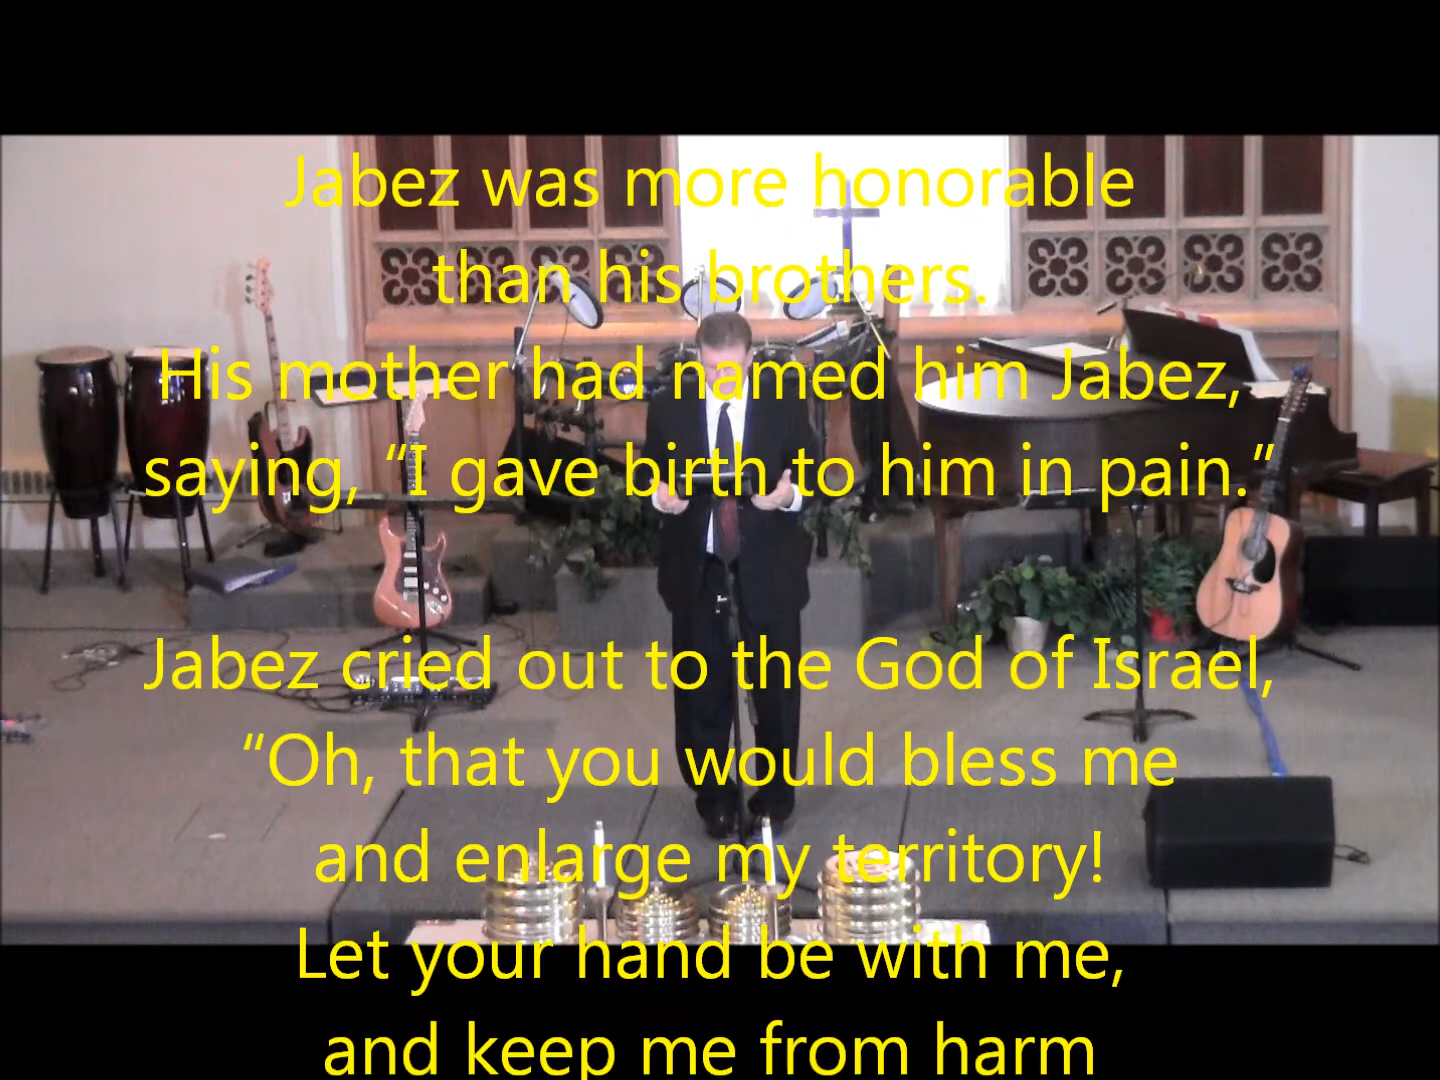 Jabez was more honorable
than his brothers.
His mother had named him Jabez,
saying, “I gave birth to him in pain.”
Jabez cried out to the God of Israel,
“Oh, that you would bless me
and enlarge my territory!
Let your hand be with me,
and keep me from harm